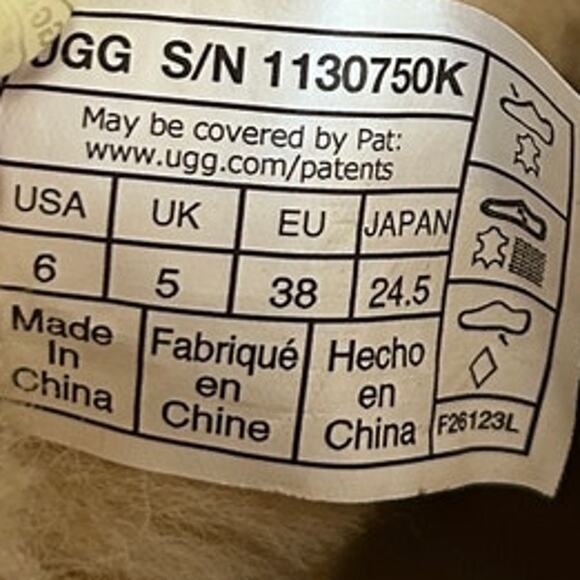 UGG S/N 1130750K
May be covered by Pat:
www.ugg.com/patents
USA UK EU JAPAN
6 5 38 24.5
Made In China
Fabriqué en Chine
Hecho en China
F26123L